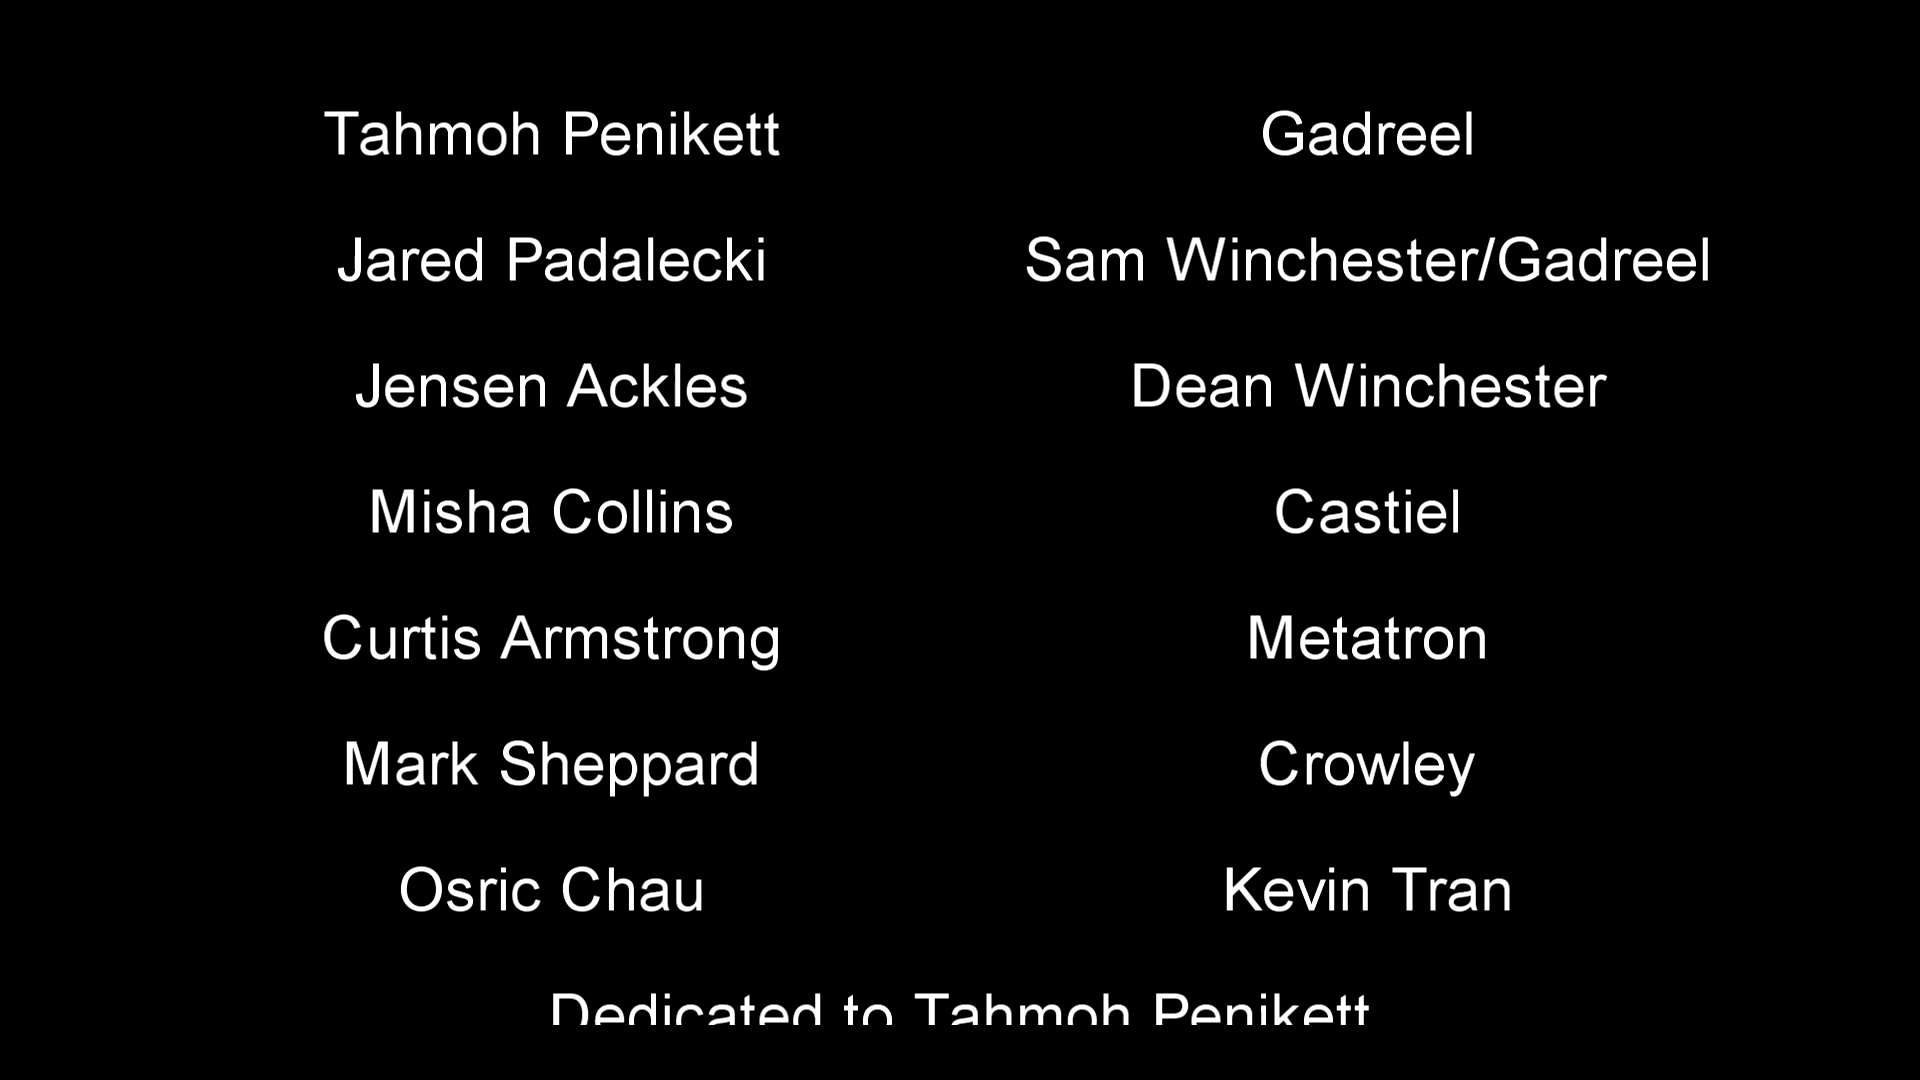 Tahmoh Penikett Gadreel
Jared Padalecki Sam Winchester/Gadreel
Jensen Ackles Dean Winchester
Misha Collins Castiel
Curtis Armstrong Metatron
Mark Sheppard Crowley
Osric Chau Kevin Tran
Dedicated to Tahmoh Penikett